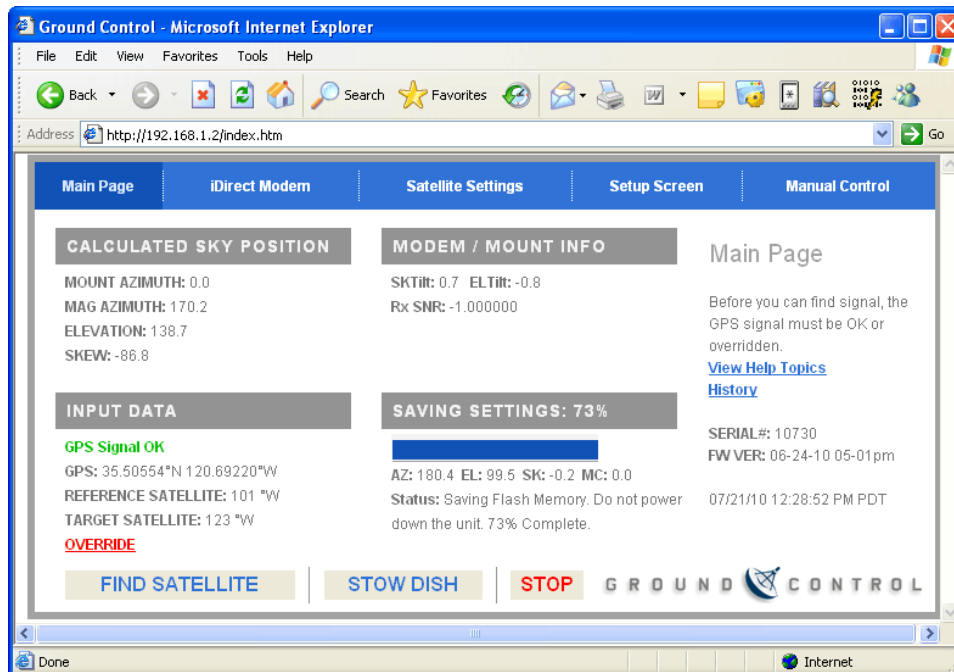 Ground Control - Microsoft Internet Explorer
File Edit View Favorites Tools Help
Back Search Favorites
Address http://192.168.1.2/index.htm Go
Main Page iDirect Modem Satellite Settings Setup Screen Manual Control
CALCULATED SKY POSITION
MOUNT AZIMUTH: 0.0
MAG AZIMUTH: 170.2
ELEVATION: 138.7
SKEW: -86.8
MODEM / MOUNT INFO
SKTilt: 0.7 ELTilt: -0.8
Rx SNR: -1.000000
Main Page
Before you can find signal, the
GPS signal must be OK or
overridden.
View Help Topics
History
INPUT DATA
GPS Signal OK
GPS: 35.50554°N 120.69220°W
REFERENCE SATELLITE: 101 °W
TARGET SATELLITE: 123 °W
OVERRIDE
SAVING SETTINGS: 73%
AZ: 180.4 EL: 99.5 SK: -0.2 MC: 0.0
Status: Saving Flash Memory. Do not power
down the unit. 73% Complete.
SERIAL#: 10730
FW VER: 06-24-10 05-01pm
07/21/10 12:28:52 PM PDT
FIND SATELLITE STOW DISH STOP GROUND CONTROL
Done Internet